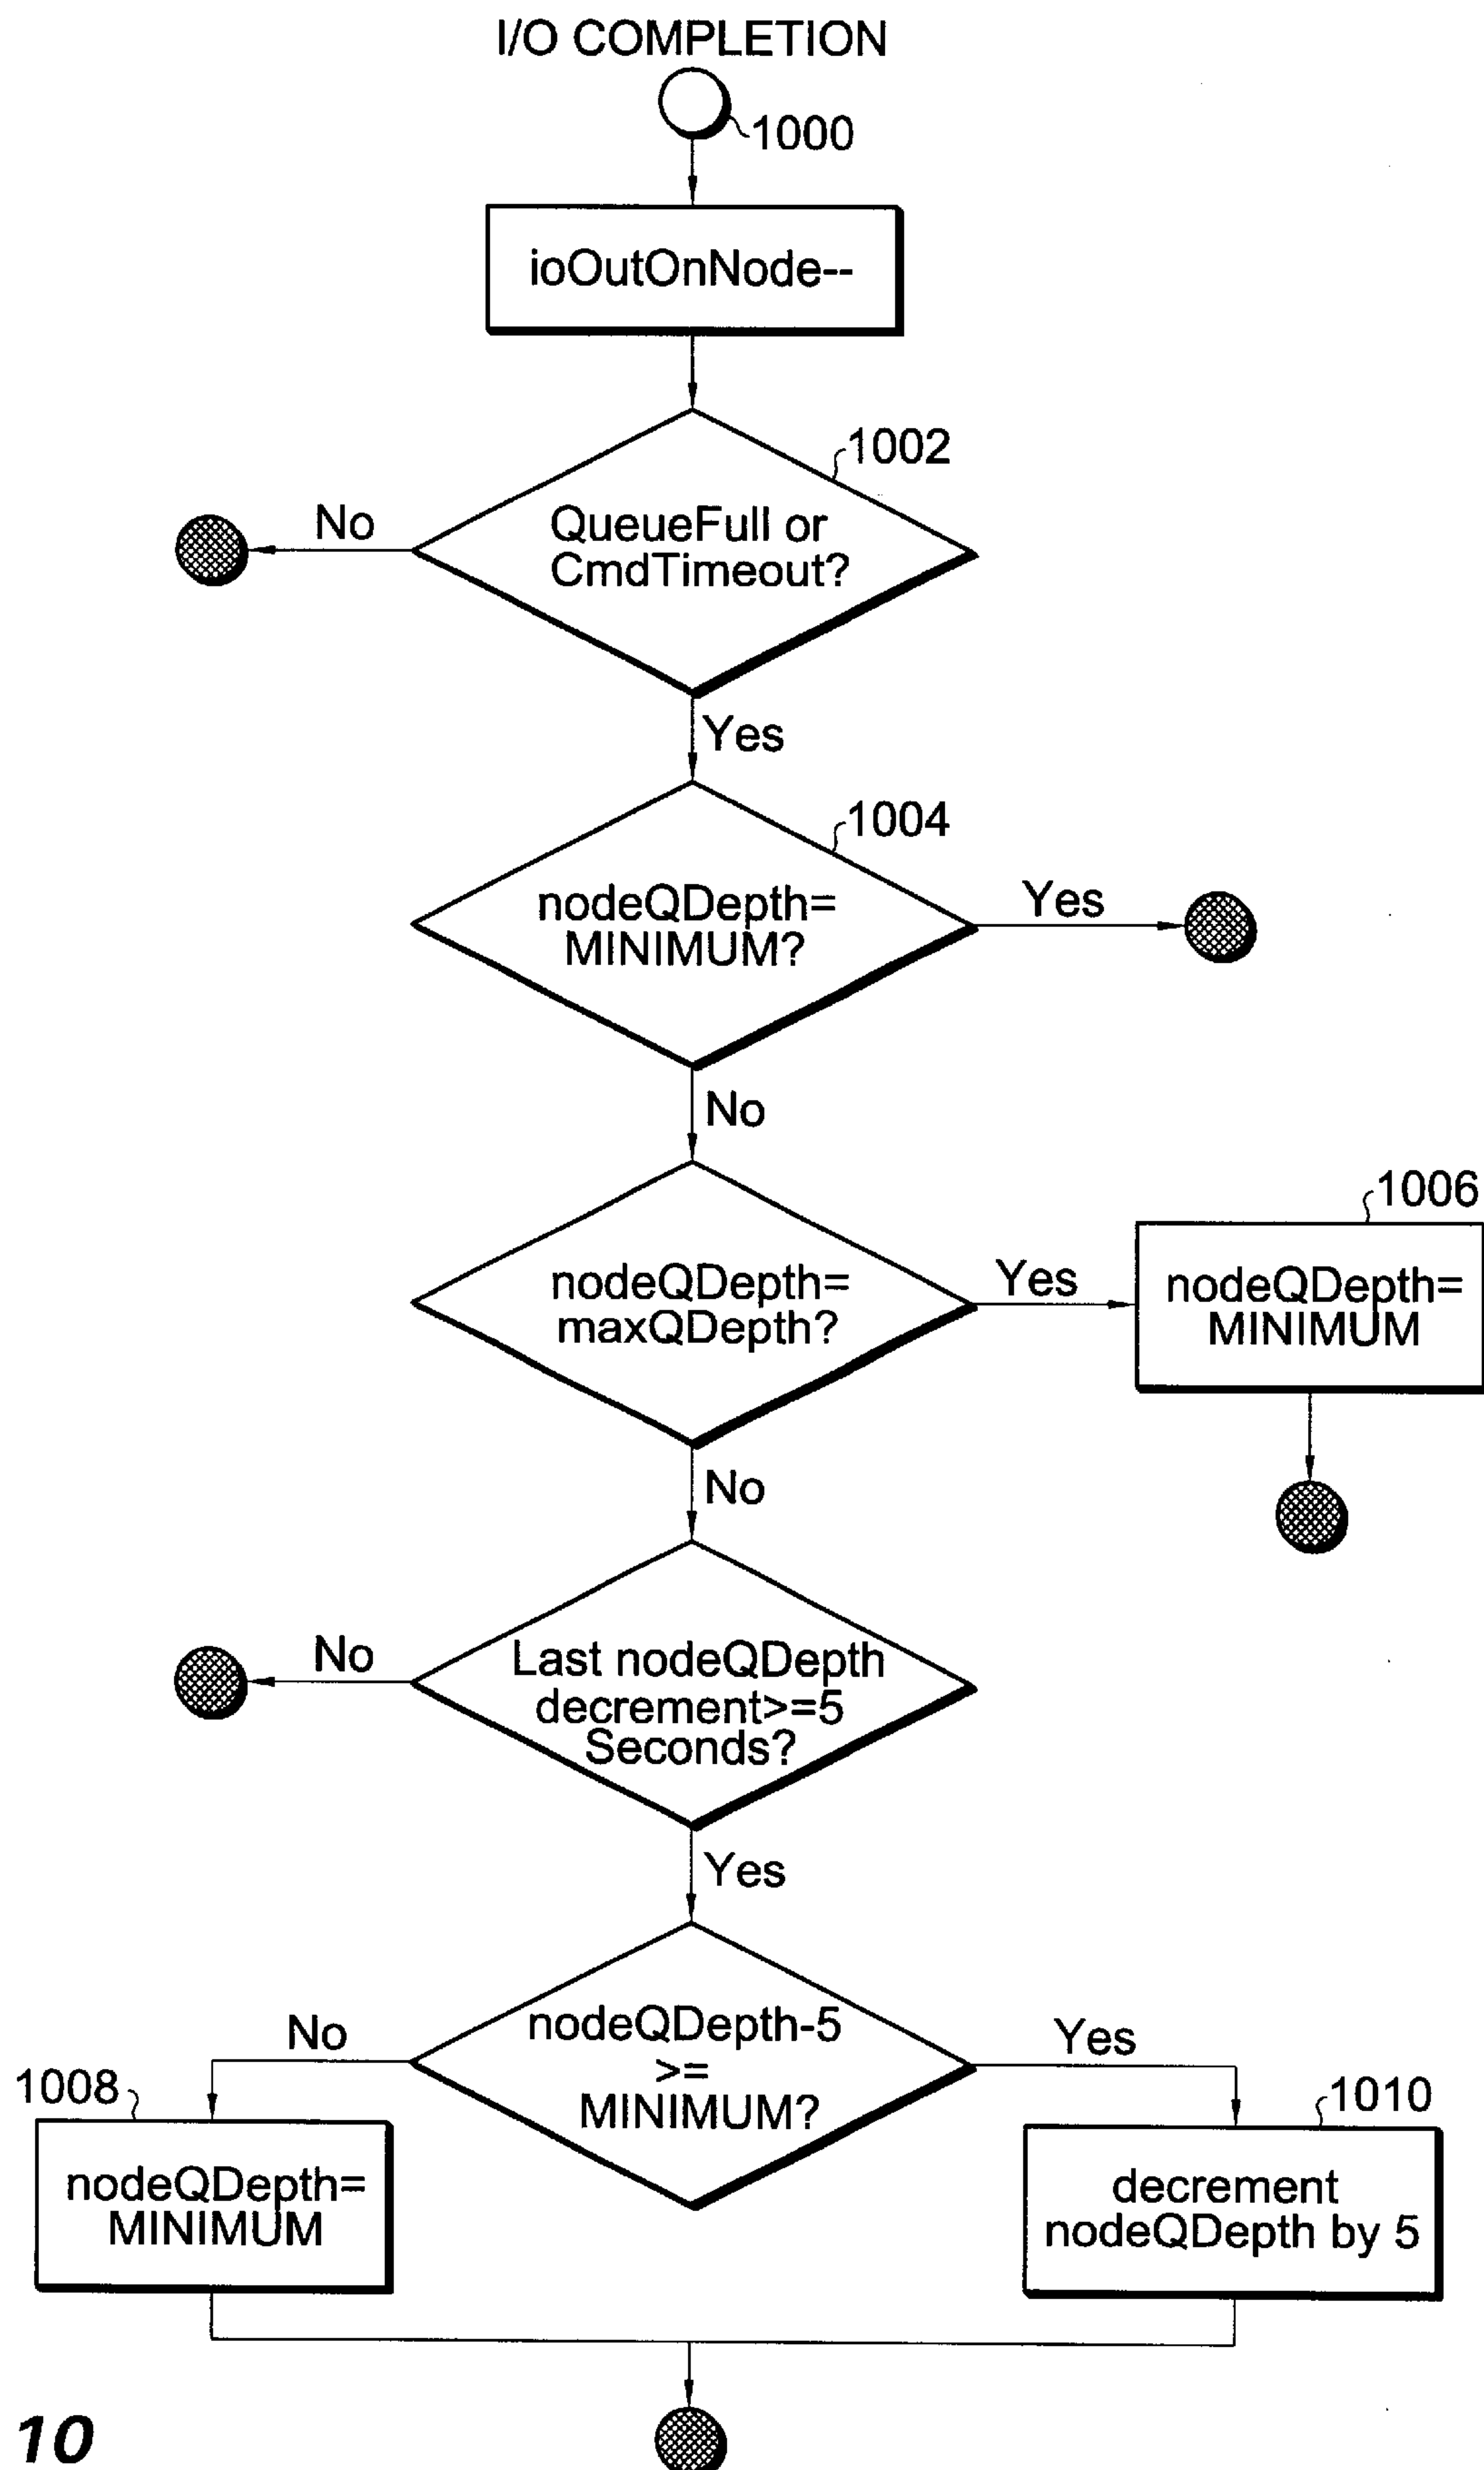 I/O COMPLETION
1000
ioOutOnNode--
1002
No
QueueFull or
CmdTimeout?
Yes
1004
nodeQDepth=
MINIMUM?
Yes
No
1006
nodeQDepth=
maxQDepth?
Yes
nodeQDepth=
MINIMUM
No
No
Last nodeQDepth
decrement>=5
Seconds?
Yes
No
nodeQDepth-5
>=
MINIMUM?
Yes
1008
1010
nodeQDepth=
MINIMUM
decrement
nodeQDepth by 5
10